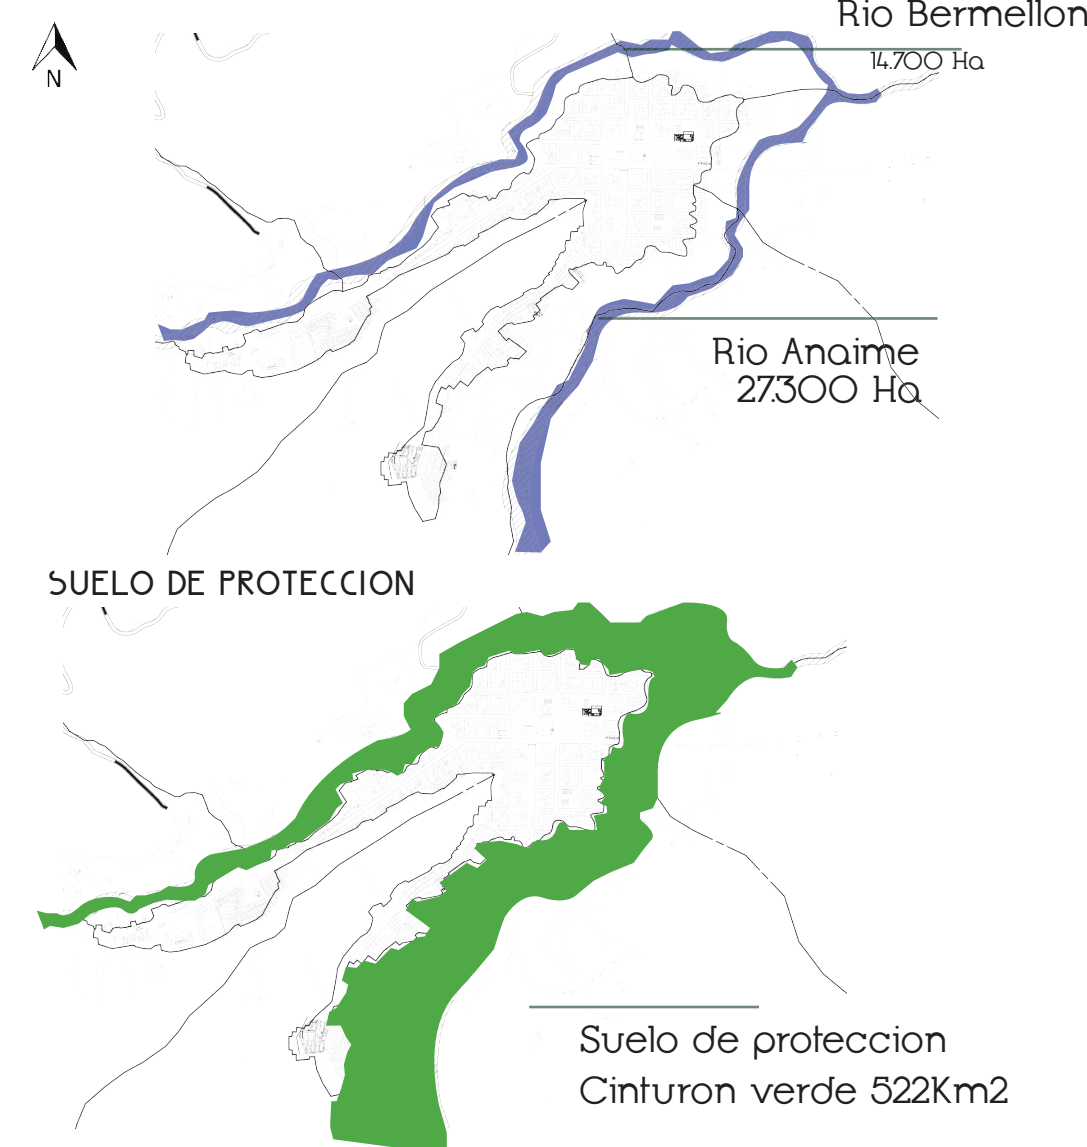 Rio Bermellon
14.700 Ha
N
Rio Anaime
27.300 Ha
SUELO DE PROTECCION
Suelo de proteccion
Cinturon verde 522Km2